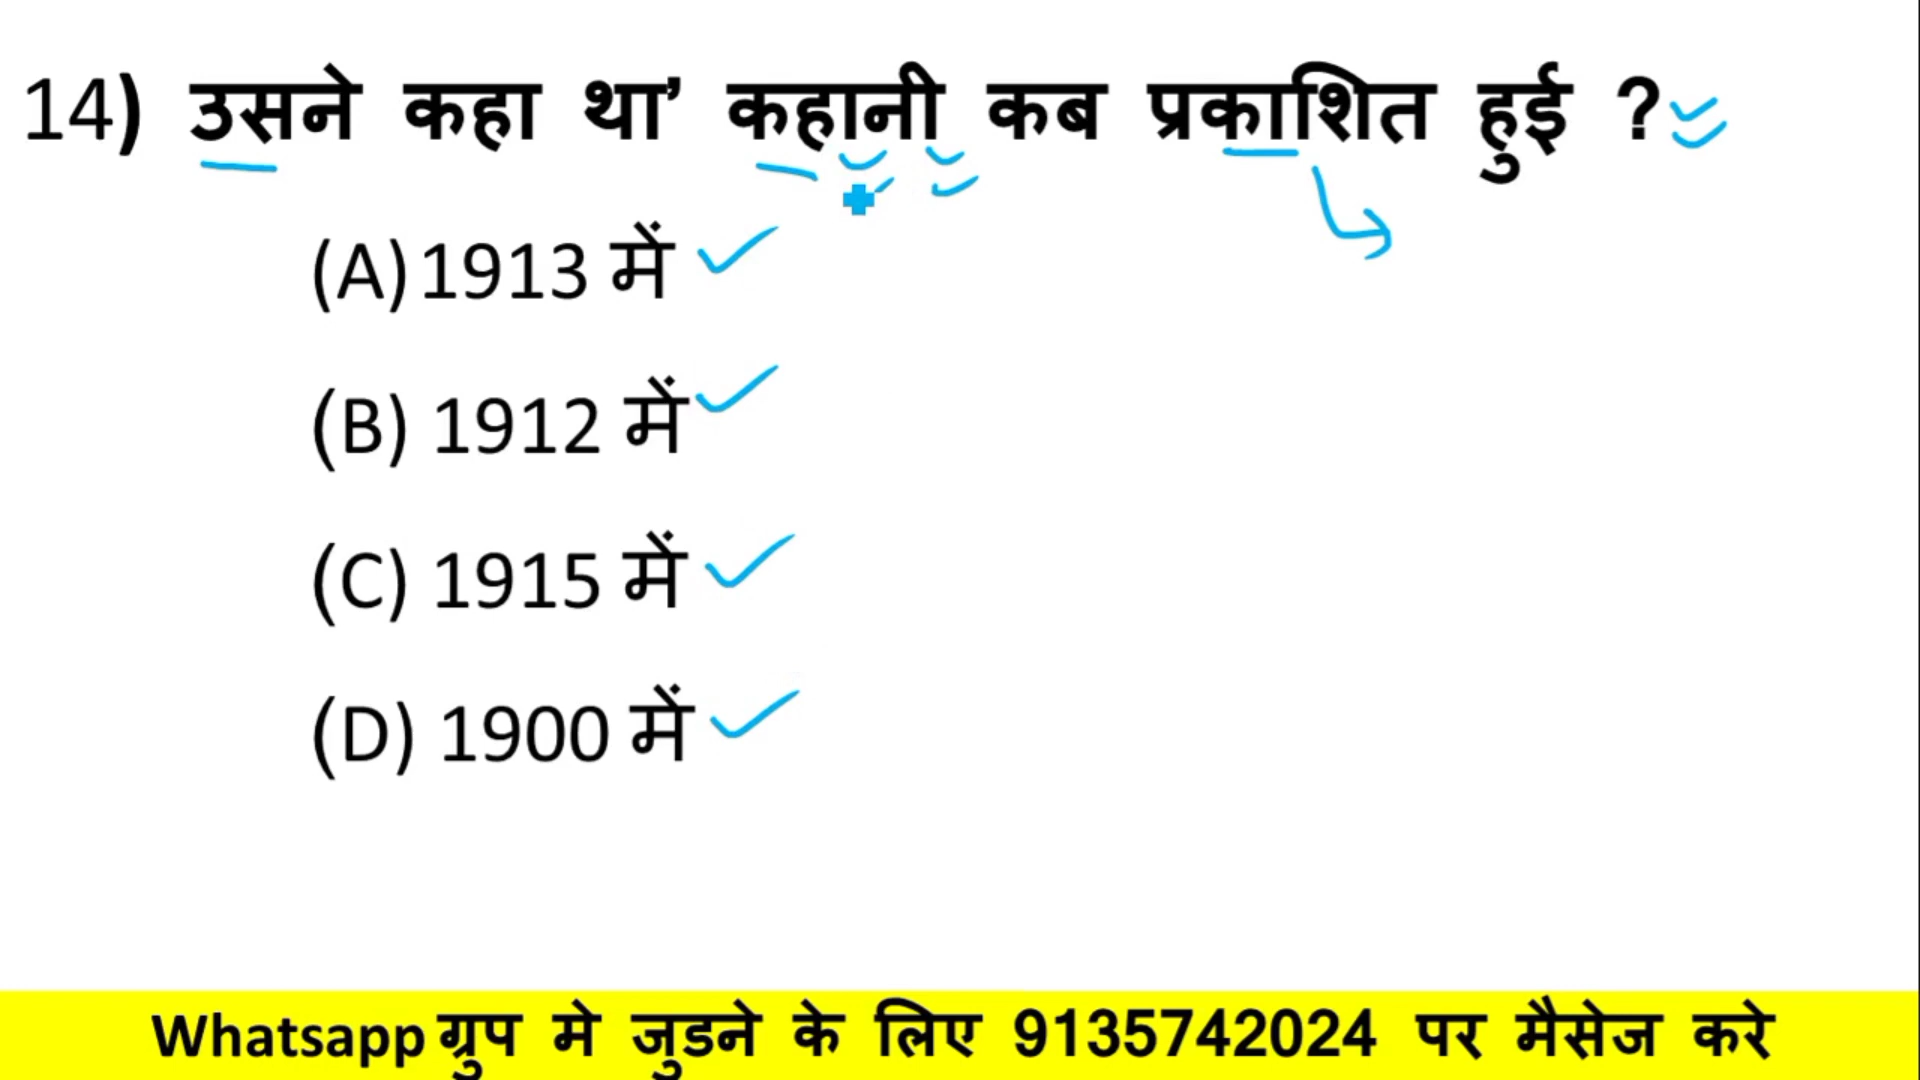 14) उसने कहा था’ कहानी कब प्रकाशित हुई ?
(A) 1913 में
(B) 1912 में
(C) 1915 में
(D) 1900 में
Whatsapp ग्रुप मे जुडने के लिए 9135742024 पर मैसेज करे